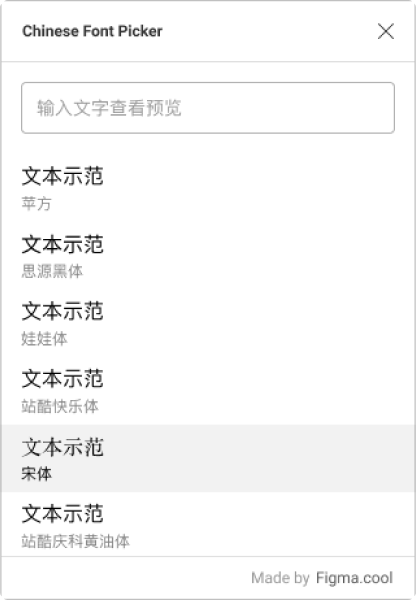 Chinese Font Picker
输入文字查看预览
文本示范
苹方
文本示范
思源黑体
文本示范
娃娃体
文本示范
站酷快乐体
文本示范
宋体
文本示范
站酷庆科黄油体
Made by Figma.cool